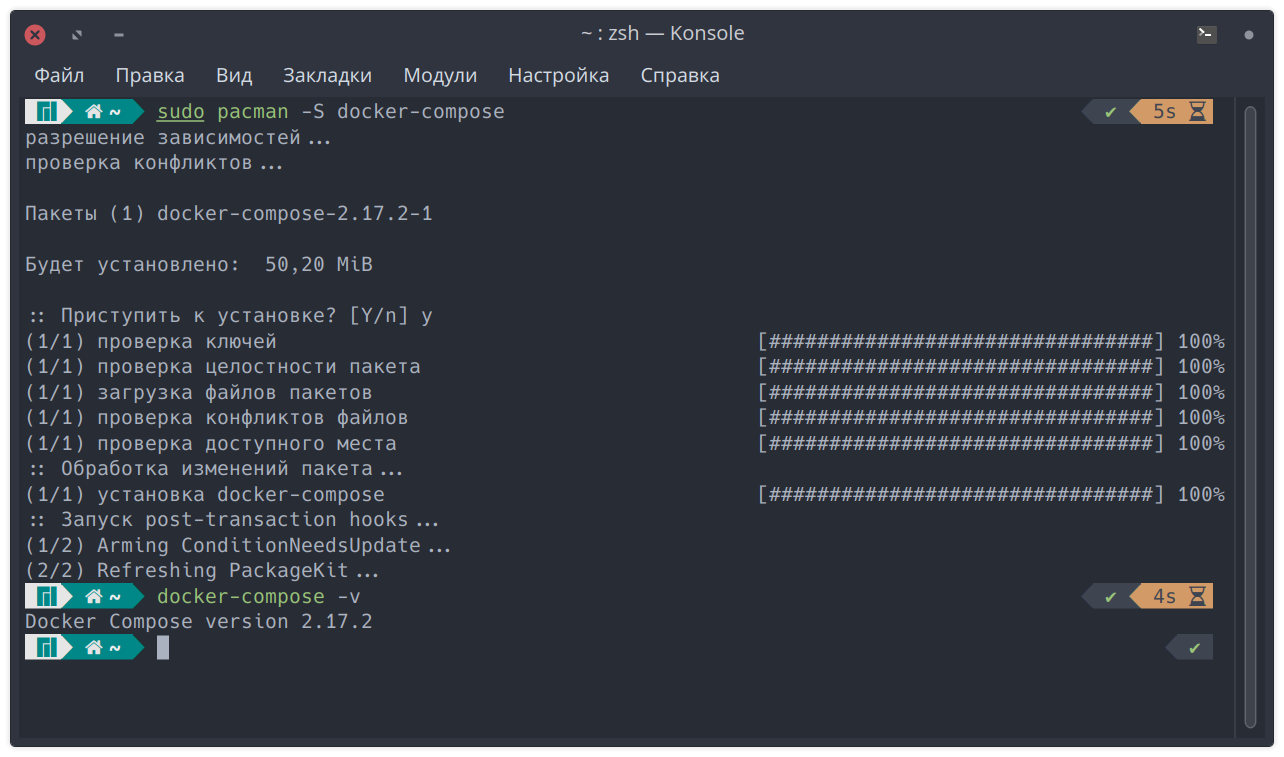 ~ : zsh — Konsole
Файл Правка Вид Закладки Модули Настройка Справка
~ sudo pacman -S docker-compose ✔ 5s
разрешение зависимостей...
проверка конфликтов...
Пакеты (1) docker-compose-2.17.2-1
Будет установлено:  50,20 MiB
:: Приступить к установке? [Y/n] y
(1/1) проверка ключей [################################] 100%
(1/1) проверка целостности пакета [################################] 100%
(1/1) загрузка файлов пакетов [################################] 100%
(1/1) проверка конфликтов файлов [################################] 100%
(1/1) проверка доступного места [################################] 100%
:: Обработка изменений пакета...
(1/1) установка docker-compose [################################] 100%
:: Запуск post-transaction hooks...
(1/2) Arming ConditionNeedsUpdate...
(2/2) Refreshing PackageKit...
~ docker-compose -v ✔ 4s
Docker Compose version 2.17.2
~ ✔